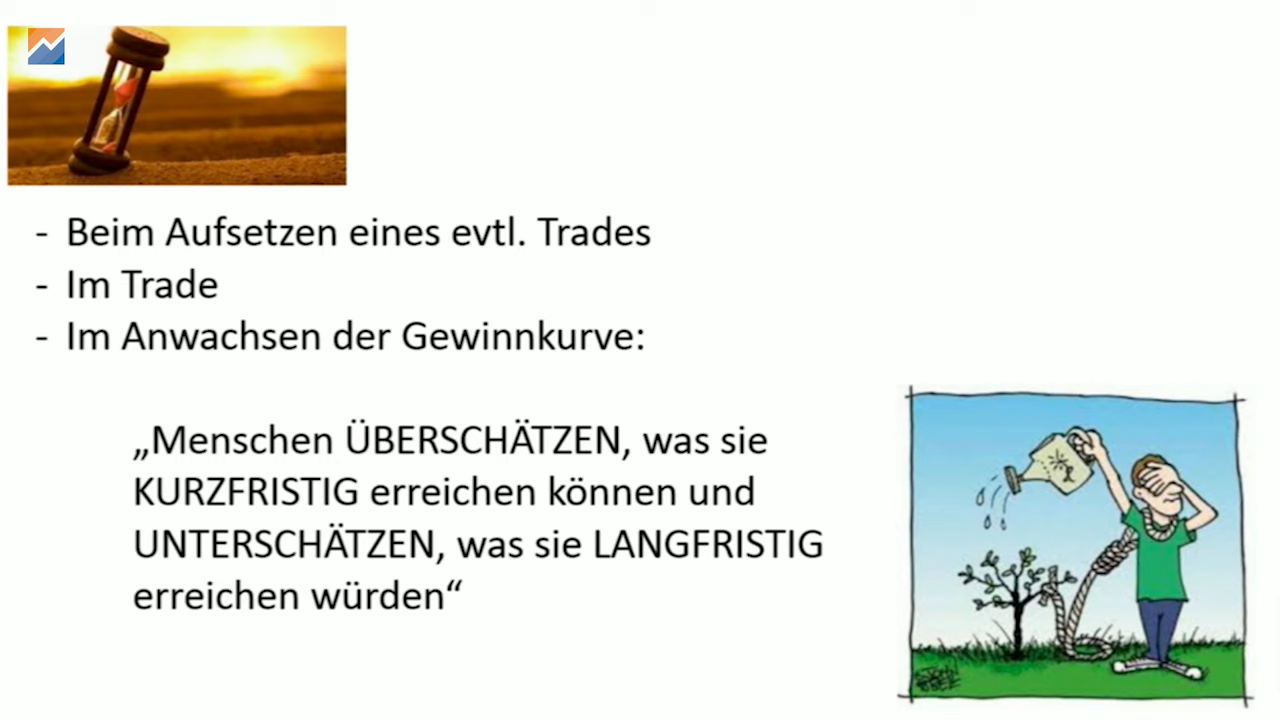 - Beim Aufsetzen eines evtl. Trades
- Im Trade
- Im Anwachsen der Gewinnkurve:
„Menschen ÜBERSCHÄTZEN, was sie
KURZFRISTIG erreichen können und
UNTERSCHÄTZEN, was sie LANGFRISTIG
erreichen würden“